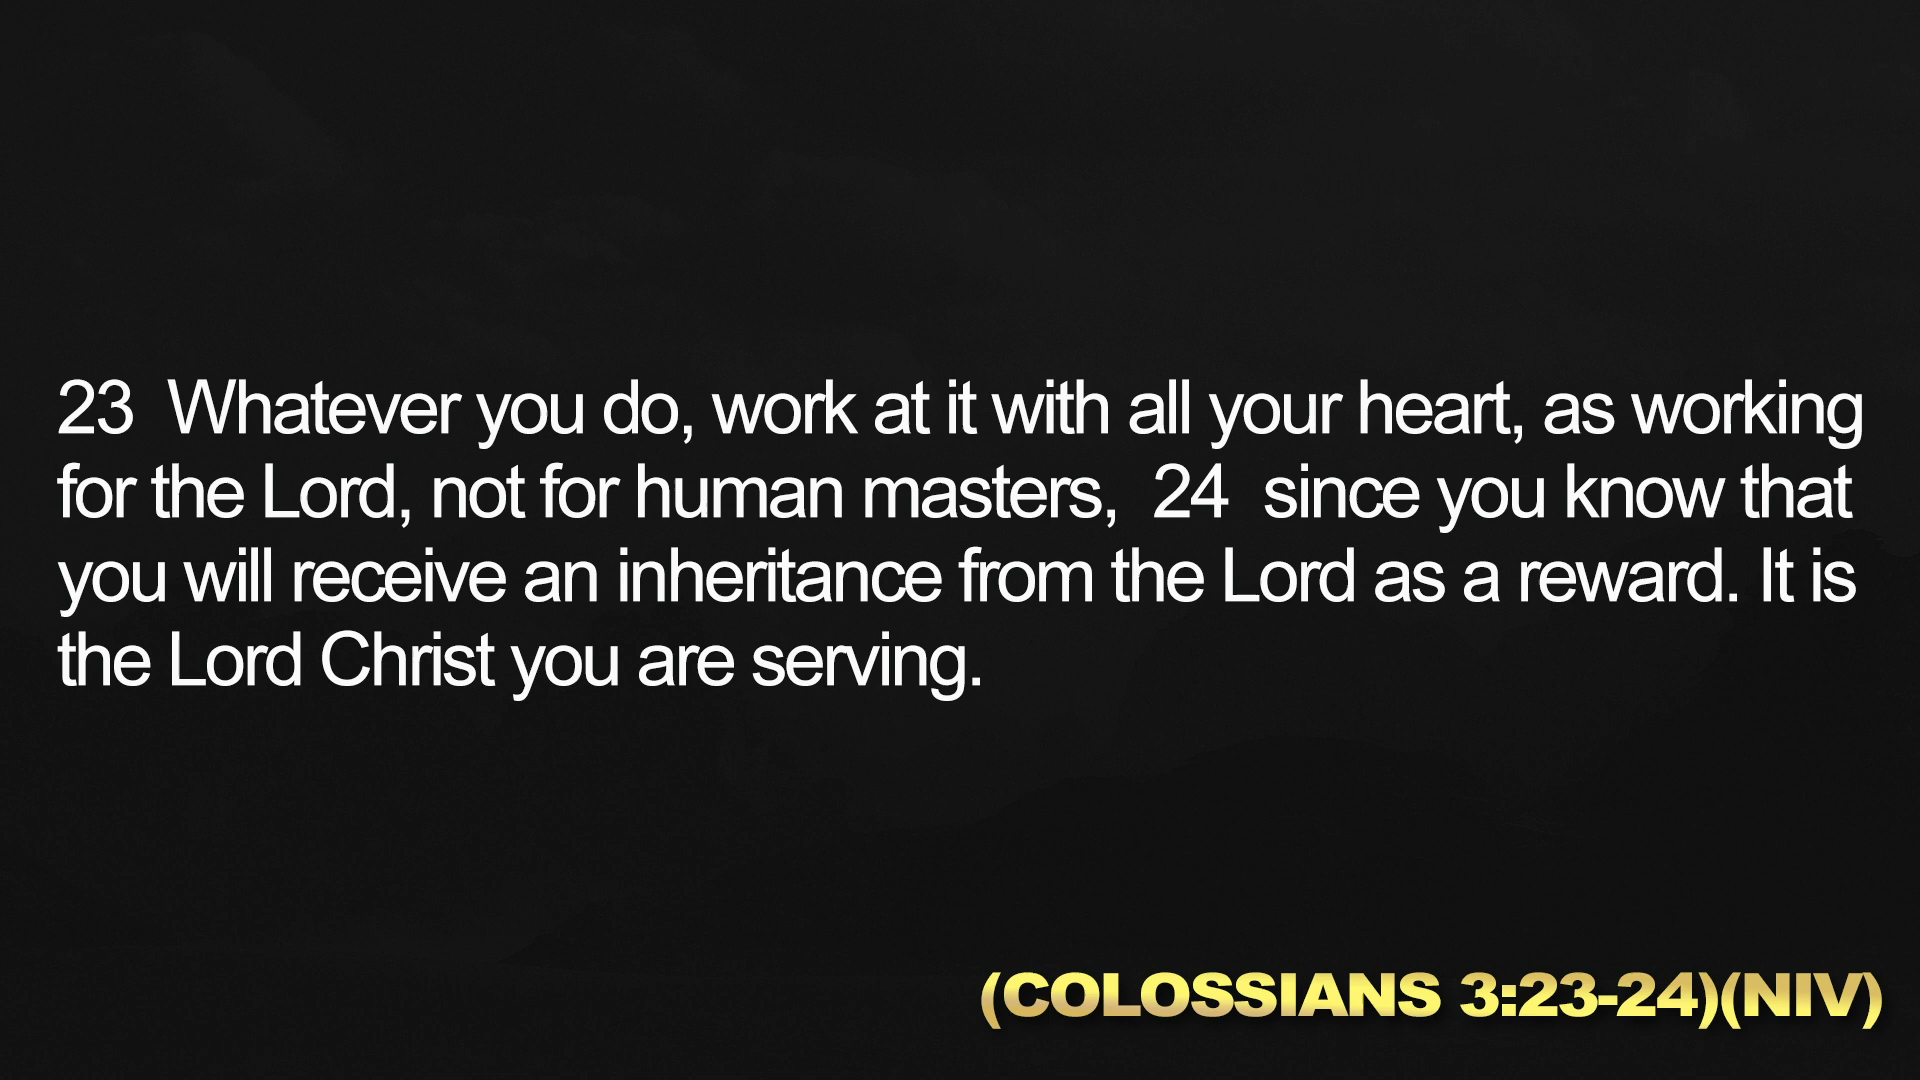 23  Whatever you do, work at it with all your heart, as working
for the Lord, not for human masters,  24  since you know that
you will receive an inheritance from the Lord as a reward. It is
the Lord Christ you are serving.
(COLOSSIANS 3:23-24)(NIV)